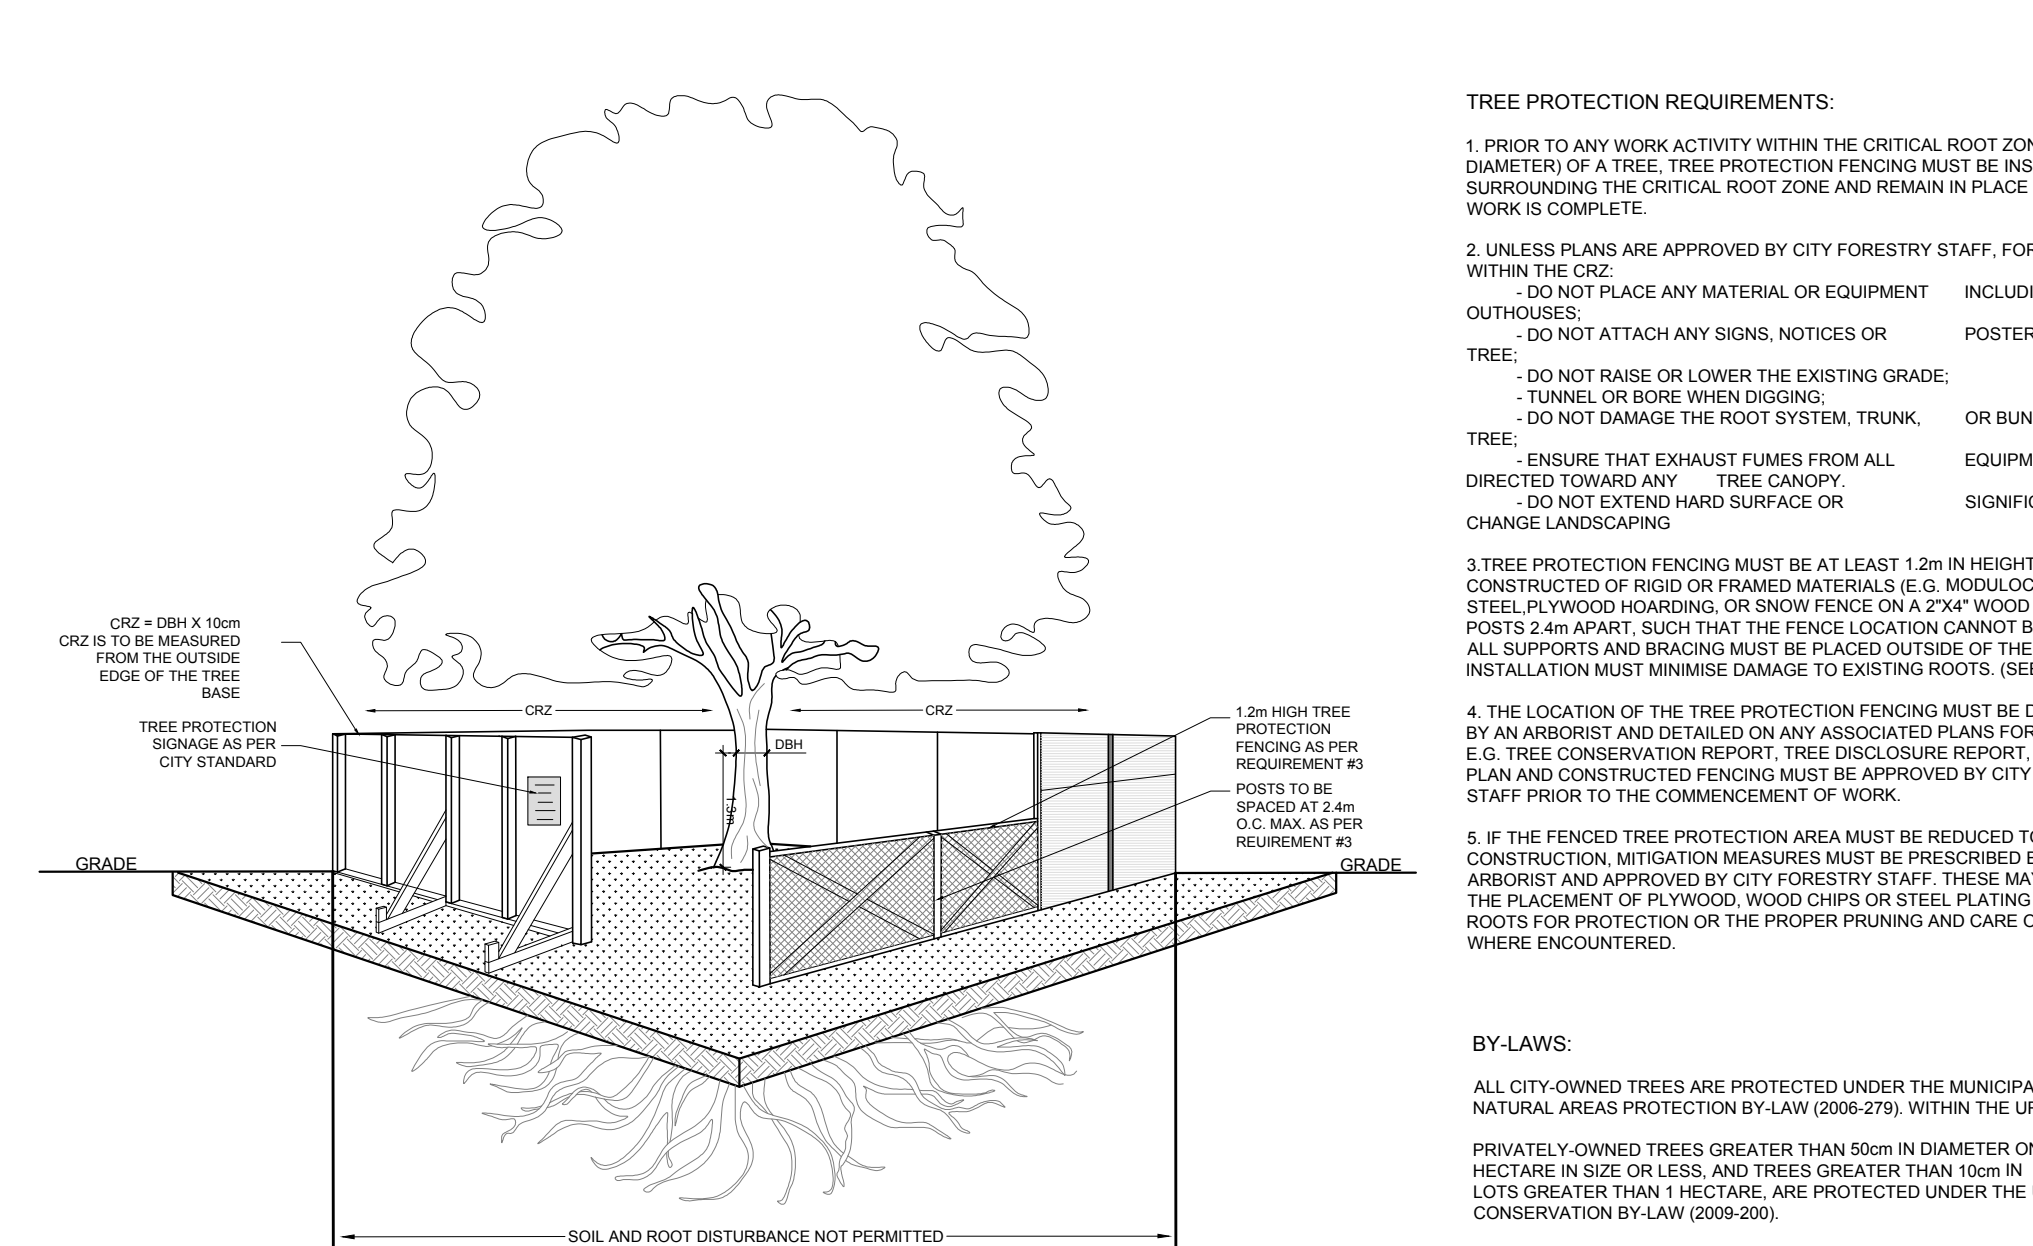 CRZ = DBH X 10cm
CRZ IS TO BE MEASURED
FROM THE OUTSIDE
EDGE OF THE TREE
BASE
TREE PROTECTION
SIGNAGE AS PER
CITY STANDARD
CRZ
CRZ
DBH
1.3m
1.2m HIGH TREE
PROTECTION
FENCING AS PER
REQUIREMENT #3
POSTS TO BE
SPACED AT 2.4m
O.C. MAX. AS PER
REUIREMENT #3
GRADE
GRADE
SOIL AND ROOT DISTURBANCE NOT PERMITTED
TREE PROTECTION REQUIREMENTS:
1. PRIOR TO ANY WORK ACTIVITY WITHIN THE CRITICAL ROOT ZON
DIAMETER) OF A TREE, TREE PROTECTION FENCING MUST BE INS
SURROUNDING THE CRITICAL ROOT ZONE AND REMAIN IN PLACE
WORK IS COMPLETE.
2. UNLESS PLANS ARE APPROVED BY CITY FORESTRY STAFF, FOR
WITHIN THE CRZ:
- DO NOT PLACE ANY MATERIAL OR EQUIPMENT INCLUDI
OUTHOUSES;
- DO NOT ATTACH ANY SIGNS, NOTICES OR POSTER
TREE;
- DO NOT RAISE OR LOWER THE EXISTING GRADE;
- TUNNEL OR BORE WHEN DIGGING;
- DO NOT DAMAGE THE ROOT SYSTEM, TRUNK, OR BUN
TREE;
- ENSURE THAT EXHAUST FUMES FROM ALL EQUIPM
DIRECTED TOWARD ANY TREE CANOPY.
- DO NOT EXTEND HARD SURFACE OR SIGNIFIC
CHANGE LANDSCAPING
3.TREE PROTECTION FENCING MUST BE AT LEAST 1.2m IN HEIGHT
CONSTRUCTED OF RIGID OR FRAMED MATERIALS (E.G. MODULOC
STEEL,PLYWOOD HOARDING, OR SNOW FENCE ON A 2"X4" WOOD
POSTS 2.4m APART, SUCH THAT THE FENCE LOCATION CANNOT B
ALL SUPPORTS AND BRACING MUST BE PLACED OUTSIDE OF THE
INSTALLATION MUST MINIMISE DAMAGE TO EXISTING ROOTS. (SEE
4. THE LOCATION OF THE TREE PROTECTION FENCING MUST BE D
BY AN ARBORIST AND DETAILED ON ANY ASSOCIATED PLANS FOR
E.G. TREE CONSERVATION REPORT, TREE DISCLOSURE REPORT,
PLAN AND CONSTRUCTED FENCING MUST BE APPROVED BY CITY
STAFF PRIOR TO THE COMMENCEMENT OF WORK.
5. IF THE FENCED TREE PROTECTION AREA MUST BE REDUCED TO
CONSTRUCTION, MITIGATION MEASURES MUST BE PRESCRIBED B
ARBORIST AND APPROVED BY CITY FORESTRY STAFF. THESE MAY
THE PLACEMENT OF PLYWOOD, WOOD CHIPS OR STEEL PLATING
ROOTS FOR PROTECTION OR THE PROPER PRUNING AND CARE O
WHERE ENCOUNTERED.
BY-LAWS:
ALL CITY-OWNED TREES ARE PROTECTED UNDER THE MUNICIPA
NATURAL AREAS PROTECTION BY-LAW (2006-279). WITHIN THE UR
PRIVATELY-OWNED TREES GREATER THAN 50cm IN DIAMETER ON
HECTARE IN SIZE OR LESS, AND TREES GREATER THAN 10cm IN
LOTS GREATER THAN 1 HECTARE, ARE PROTECTED UNDER THE
CONSERVATION BY-LAW (2009-200).